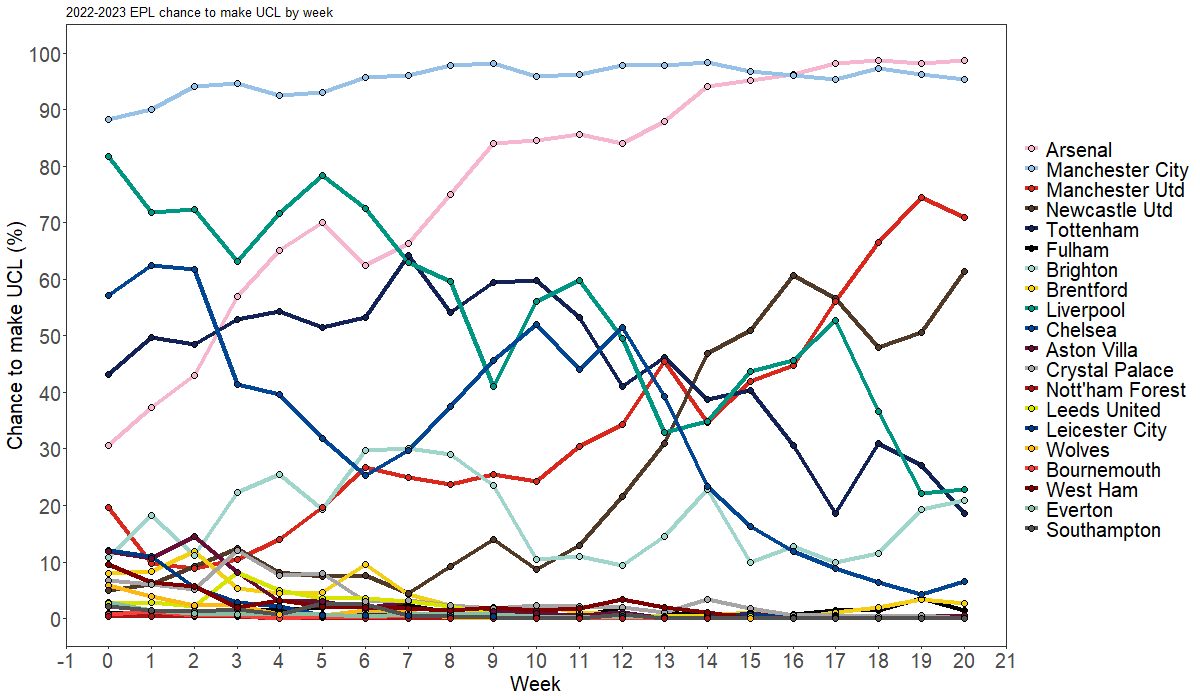 2022-2023 EPL chance to make UCL by week
Chance to make UCL (%)
100
90
80
70
60
50
40
30
20
10
0
-1 0 1 2 3 4 5 6 7 8 9 10 11 12 13 14 15 16 17 18 19 20 21
Week
Arsenal
Manchester City
Manchester Utd
Newcastle Utd
Tottenham
Fulham
Brighton
Brentford
Liverpool
Chelsea
Aston Villa
Crystal Palace
Nott'ham Forest
Leeds United
Leicester City
Wolves
Bournemouth
West Ham
Everton
Southampton